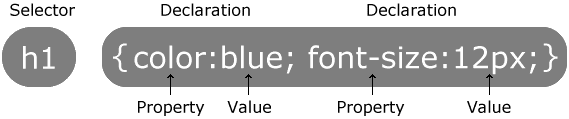 Selector Declaration Declaration
h1 {color:blue; font-size:12px;}
Property Value Property Value